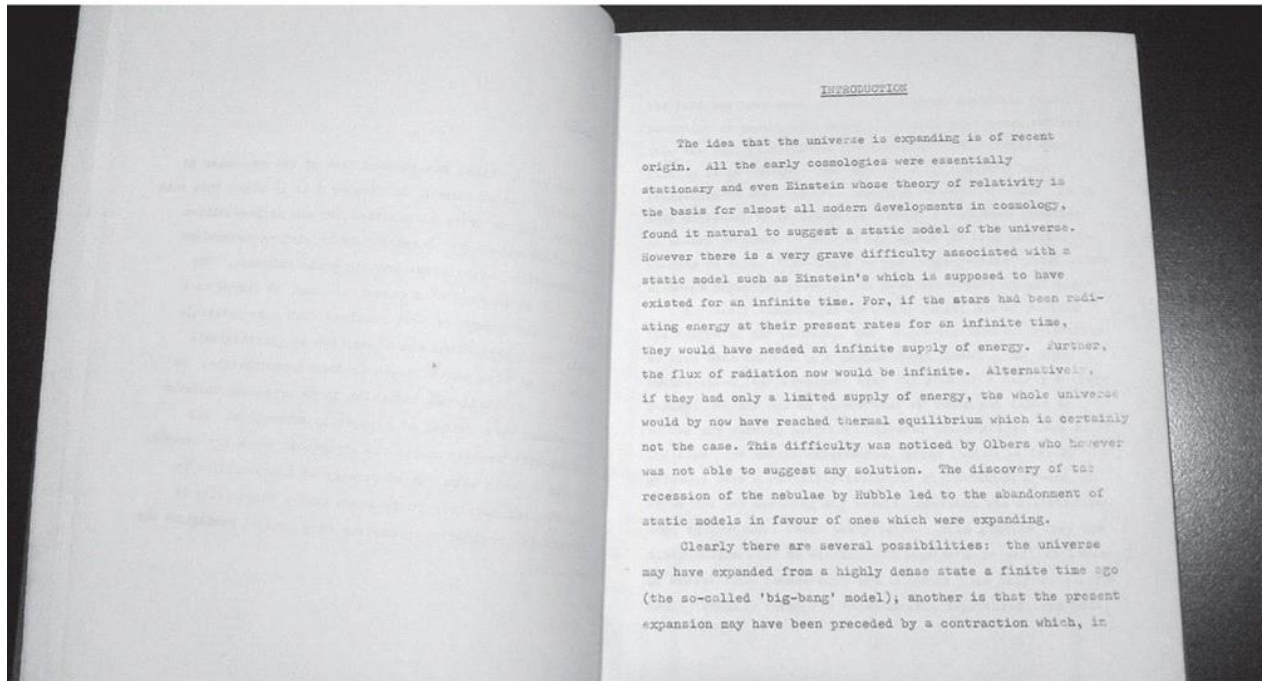 INTRODUCTION
The idea that the universe is expanding is of recent
origin. All the early cosmologies were essentially
stationary and even Einstein whose theory of relativity is
the basis for almost all modern developments in cosmology,
found it natural to suggest a static model of the universe.
However there is a very grave difficulty associated with a
static model such as Einstein's which is supposed to have
existed for an infinite time. For, if the stars had been radi-
ating energy at their present rates for an infinite time,
they would have needed an infinite supply of energy. Further,
the flux of radiation now would be infinite. Alternatively,
if they had only a limited supply of energy, the whole universe
would by now have reached thermal equilibrium which is certainly
not the case. This difficulty was noticed by Olbers who however
was not able to suggest any solution. The discovery of the
recession of the nebulae by Hubble led to the abandonment of
static models in favour of ones which were expanding.
Clearly there are several possibilities: the universe
may have expanded from a highly dense state a finite time ago
(the so-called 'big-bang' model); another is that the present
expansion may have been preceded by a contraction which, in